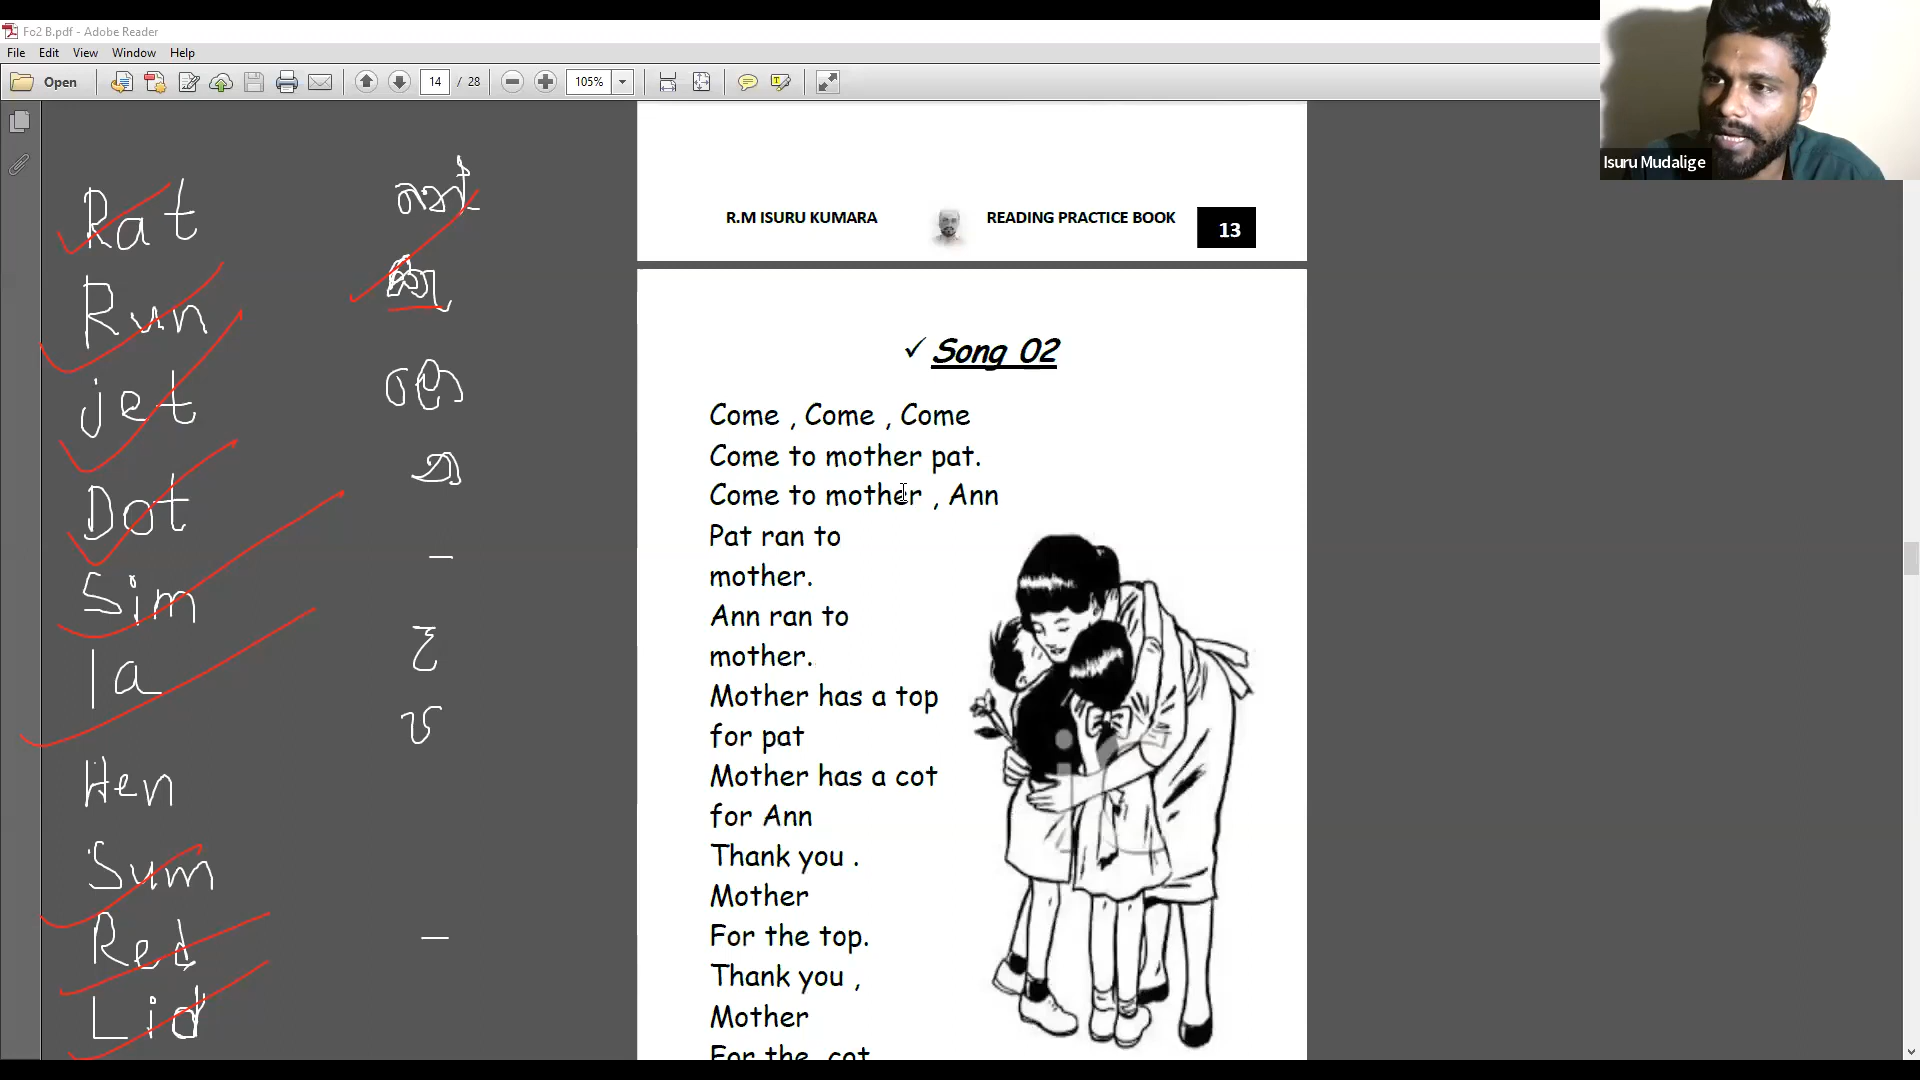 Fo2 B.pdf - Adobe Reader
File Edit View Window Help
Open 14 / 28 105%
Isuru Mudalige
R.M ISURU KUMARA READING PRACTICE BOOK 13
✓ Song 02
Come , Come , Come
Come to mother pat.
Come to mother , Ann
Pat ran to
mother.
Ann ran to
mother.
Mother has a top
for pat
Mother has a cot
for Ann
Thank you .
Mother
For the top.
Thank you ,
Mother
For the cot
Rat
Run
jet
Dot
Sim
Hen
Sum
Red
Lid